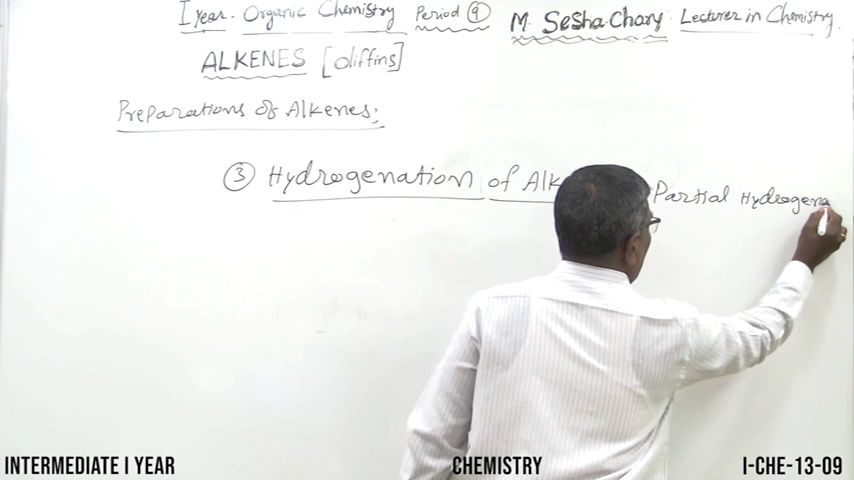 I year. Organic Chemistry Period 9 M. Sesha Chary Lecturer in Chemistry.
ALKENES [oliffins]
Preparations of Alkenes:
③ Hydrogenation of Alk Partial Hydrogena
INTERMEDIATE I YEAR CHEMISTRY I-CHE-13-09